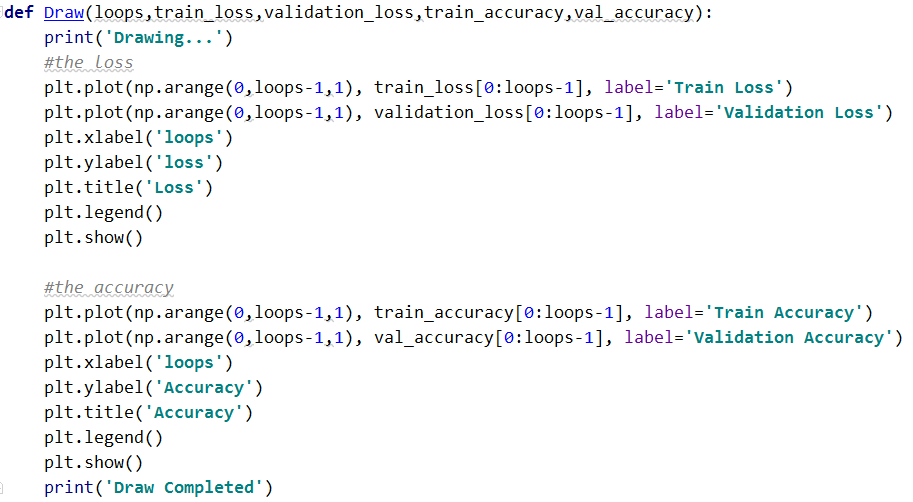 def Draw(loops,train_loss,validation_loss,train_accuracy,val_accuracy):
    print('Drawing...')
    #the loss
    plt.plot(np.arange(0,loops-1,1), train_loss[0:loops-1], label='Train Loss')
    plt.plot(np.arange(0,loops-1,1), validation_loss[0:loops-1], label='Validation Loss')
    plt.xlabel('loops')
    plt.ylabel('loss')
    plt.title('Loss')
    plt.legend()
    plt.show()

    #the accuracy
    plt.plot(np.arange(0,loops-1,1), train_accuracy[0:loops-1], label='Train Accuracy')
    plt.plot(np.arange(0,loops-1,1), val_accuracy[0:loops-1], label='Validation Accuracy')
    plt.xlabel('loops')
    plt.ylabel('Accuracy')
    plt.title('Accuracy')
    plt.legend()
    plt.show()
    print('Draw Completed')